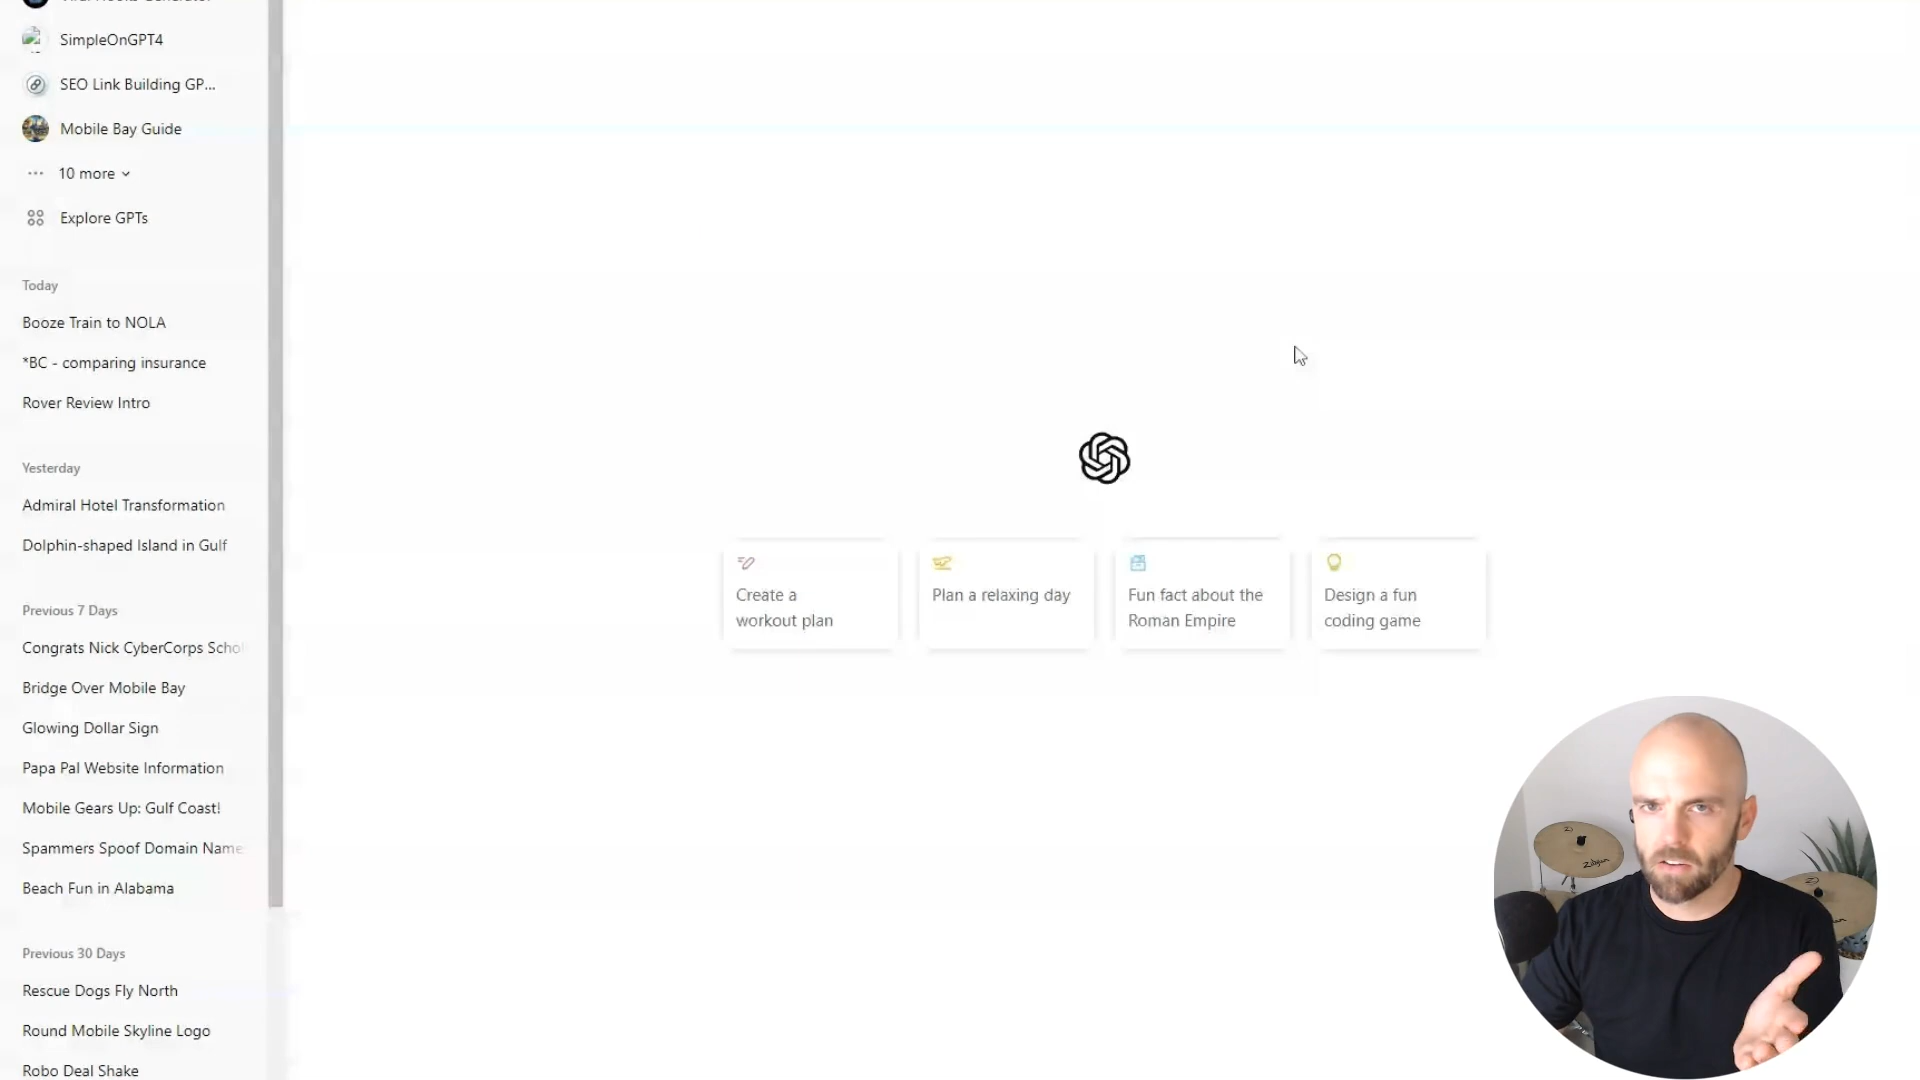 SimpleOnGPT4
SEO Link Building GP...
Mobile Bay Guide
10 more
Explore GPTs
Today
Booze Train to NOLA
*BC - comparing insurance
Rover Review Intro
Yesterday
Admiral Hotel Transformation
Dolphin-shaped Island in Gulf
Previous 7 Days
Congrats Nick CyberCorps Schol
Bridge Over Mobile Bay
Glowing Dollar Sign
Papa Pal Website Information
Mobile Gears Up: Gulf Coast!
Spammers Spoof Domain Name
Beach Fun in Alabama
Previous 30 Days
Rescue Dogs Fly North
Round Mobile Skyline Logo
Robo Deal Shake
Create a
workout plan
Plan a relaxing day
Fun fact about the
Roman Empire
Design a fun
coding game
Zildjian